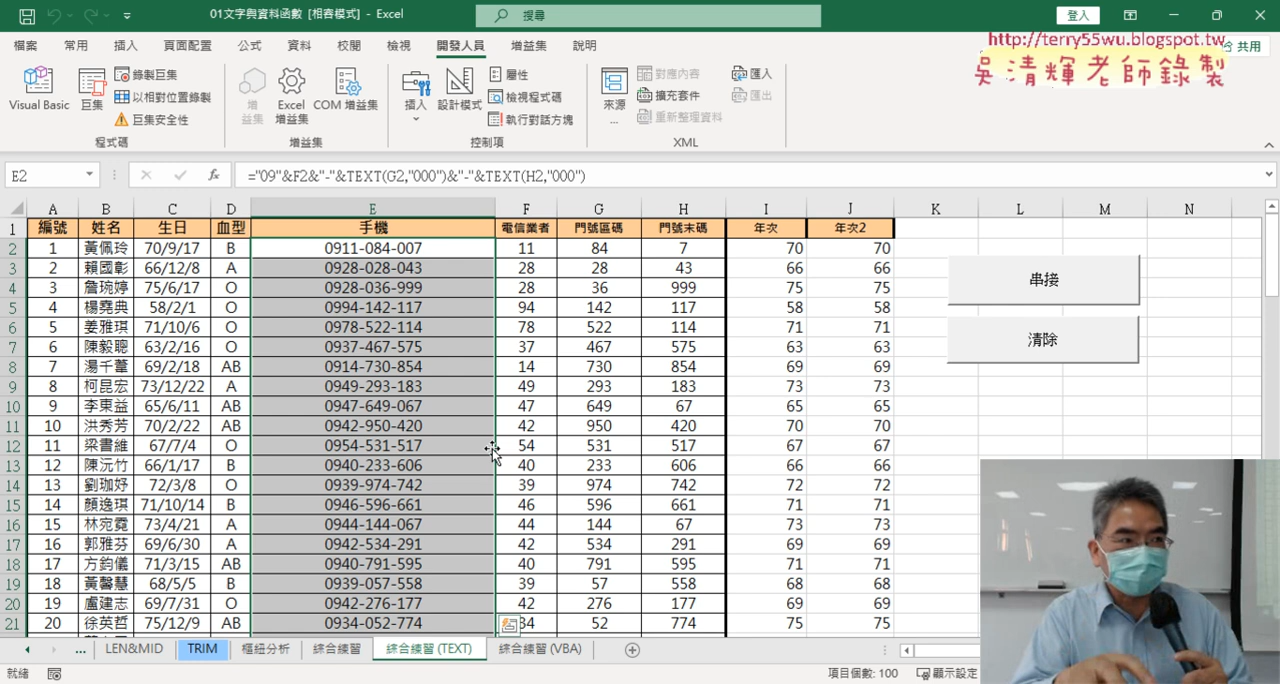 01文字與資料函數 [相容模式] - Excel
搜尋
登入
檔案 常用 插入 頁面配置 公式 資料 校閱 檢視 開發人員 增益集 說明
共用
http://terry55wu.blogspot.tw
吳清輝老師錄製
Visual Basic 巨集 錄製巨集 以相對位置錄製 巨集安全性
增益集 Excel 增益集 COM 增益集
插入 設計模式 屬性 檢視程式碼 執行對話方塊
來源... 對應內容 擴充套件 重新整理資料 匯入 匯出
程式碼 增益集 控制項 XML
E2 fx ="09"&F2&"-"&TEXT(G2,"000")&"-"&TEXT(H2,"000")
A B C D E F G H I J K L M N
1 編號 姓名 生日 血型 手機 電信業者 門號區碼 門號末碼 年次 年次2
2 1 黃佩玲 70/9/17 B 0911-084-007 11 84 7 70 70
3 2 賴國彰 66/12/8 A 0928-028-043 28 28 43 66 66
4 3 詹琬婷 75/6/17 O 0928-036-999 28 36 999 75 75
5 4 楊堯典 58/2/1 O 0994-142-117 94 142 117 58 58
6 5 姜雅琪 71/10/6 O 0978-522-114 78 522 114 71 71
7 6 陳毅聰 63/2/16 O 0937-467-575 37 467 575 63 63
8 7 湯千葦 69/2/18 AB 0914-730-854 14 730 854 69 69
9 8 柯昆宏 73/12/22 A 0949-293-183 49 293 183 73 73
10 9 李東益 65/6/11 AB 0947-649-067 47 649 67 65 65
11 10 洪秀芳 70/2/22 AB 0942-950-420 42 950 420 70 70
12 11 梁書維 67/7/4 O 0954-531-517 54 531 517 67 67
13 12 陳沅竹 66/1/17 B 0940-233-606 40 233 606 66 66
14 13 劉珈妤 72/3/8 O 0939-974-742 39 974 742 72 72
15 14 顏逸琪 71/10/14 B 0946-596-661 46 596 661 71 71
16 15 林宛霓 73/4/21 A 0944-144-067 44 144 67 73 73
17 16 郭雅芬 69/6/30 A 0942-534-291 42 534 291 69 69
18 17 方鈞儀 71/3/15 AB 0940-791-595 40 791 595 71 71
19 18 黃馨慧 68/5/5 B 0939-057-558 39 57 558 68 68
20 19 盧建志 69/7/31 O 0942-276-177 42 276 177 69 69
21 20 徐英哲 75/12/9 AB 0934-052-774 34 52 774 75 75
串接
清除
... LEN&MID TRIM 樞紐分析 綜合練習 綜合練習 (TEXT) 綜合練習 (VBA)
就緒 項目個數: 100 顯示設定